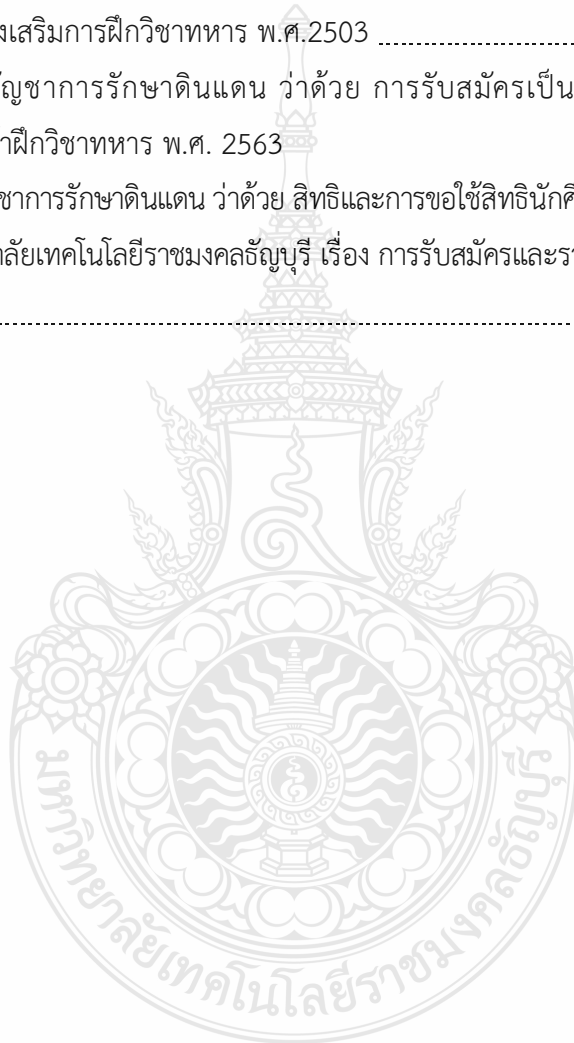 งเสริมการฝึกวิชาทหาร พ.ศ.2503
ัญชาการรักษาดินแดน ว่าด้วย การรับสมัครเป็น
าฝึกวิชาทหาร พ.ศ. 2563
ชาการรักษาดินแดน ว่าด้วย สิทธิและการขอใช้สิทธินักศึ
าลัยเทคโนโลยีราชมงคลธัญบุรี เรื่อง การรับสมัครและรา
มหาวิทยาลัยเทคโนโลยีราชมงคลธัญบุรี